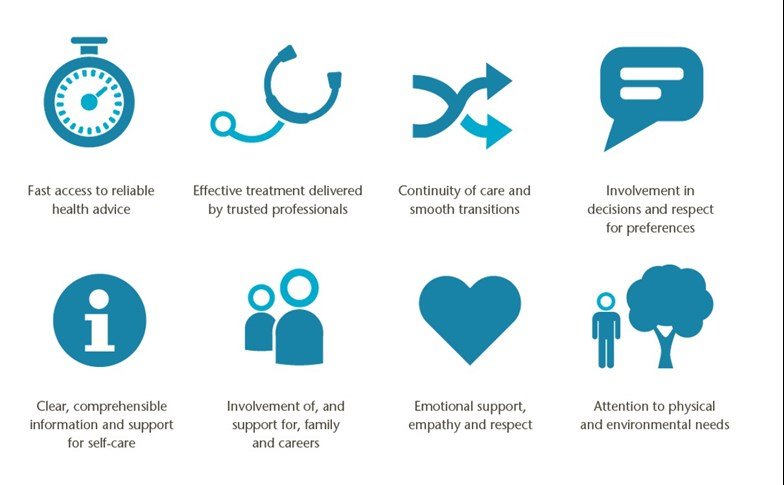 Fast access to reliable
health advice
Effective treatment delivered
by trusted professionals
Continuity of care and
smooth transitions
Involvement in
decisions and respect
for preferences
Clear, comprehensible
information and support
for self-care
Involvement of, and
support for, family
and careers
Emotional support,
empathy and respect
Attention to physical
and environmental needs